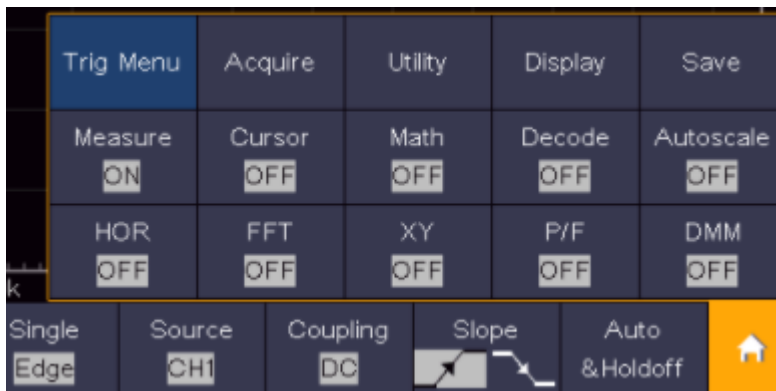 Trig Menu Acquire Utility Display Save
Measure Cursor Math Decode Autoscale
ON OFF OFF OFF OFF
HOR FFT XY P/F DMM
OFF OFF OFF OFF OFF
k
Single Source Coupling Slope Auto
Edge CH1 DC &Holdoff